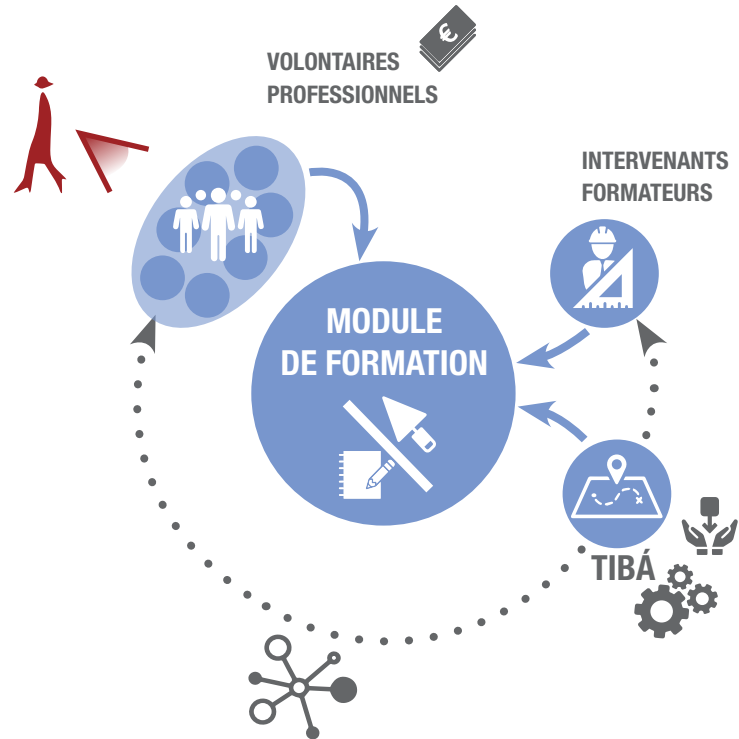 VOLONTAIRES
PROFESSIONNELS
€
INTERVENANTS
FORMATEURS
MODULE
DE FORMATION
TIBÁ